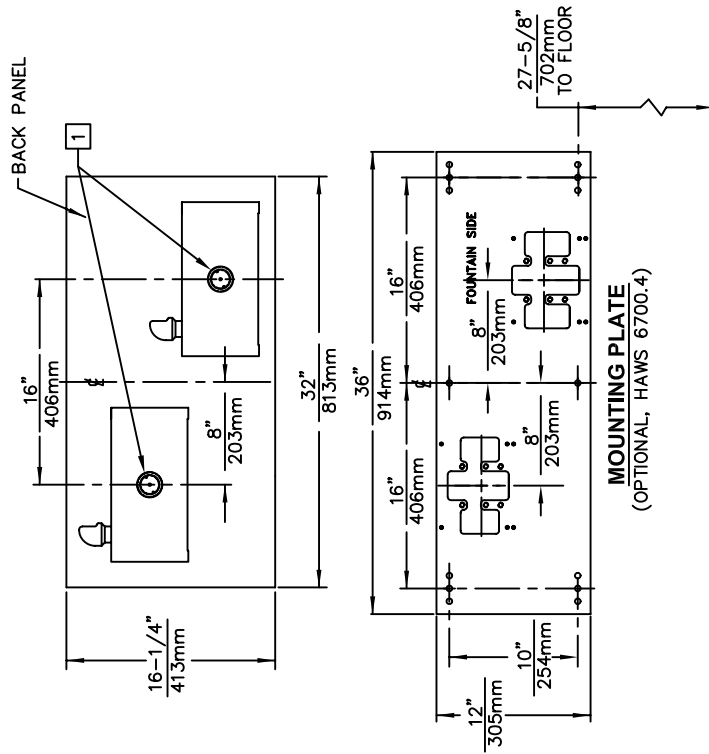 BACK PANEL
1
16"
406mm
℄
8"
203mm
32"
813mm
16-1/4"
413mm
36"
914mm
16"
406mm
16"
406mm
℄
FOUNTAIN SIDE
8"
203mm
8"
203mm
10"
254mm
12"
305mm
27-5/8"
702mm
TO FLOOR
MOUNTING PLATE
(OPTIONAL, HAWS 6700.4)